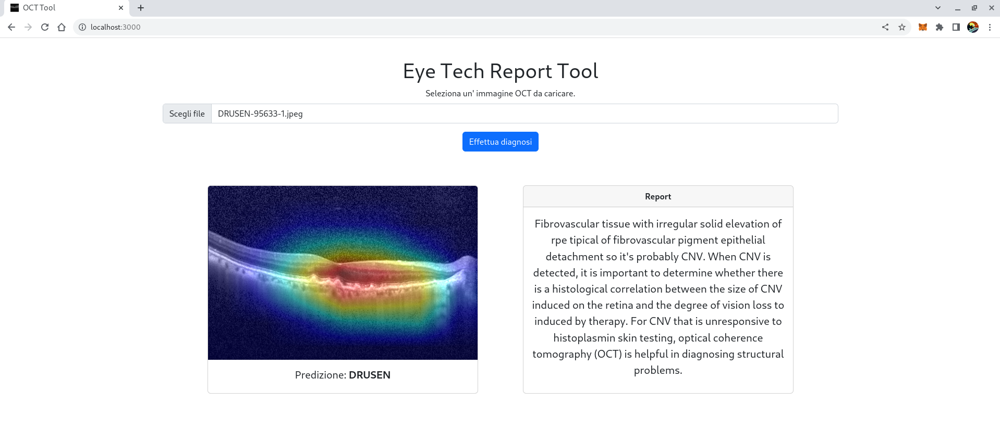 OCT Tool
localhost:3000
Eye Tech Report Tool
Seleziona un' immagine OCT da caricare.
Scegli file DRUSEN-95633-1.jpeg
Effettua diagnosi
Predizione: DRUSEN
Report
Fibrovascular tissue with irregular solid elevation of
rpe tipical of fibrovascular pigment epithelial
detachment so it's probably CNV. When CNV is
detected, it is important to determine whether there
is a histological correlation between the size of CNV
induced on the retina and the degree of vision loss to
induced by therapy. For CNV that is unresponsive to
histoplasmin skin testing, optical coherence
tomography (OCT) is helpful in diagnosing structural
problems.